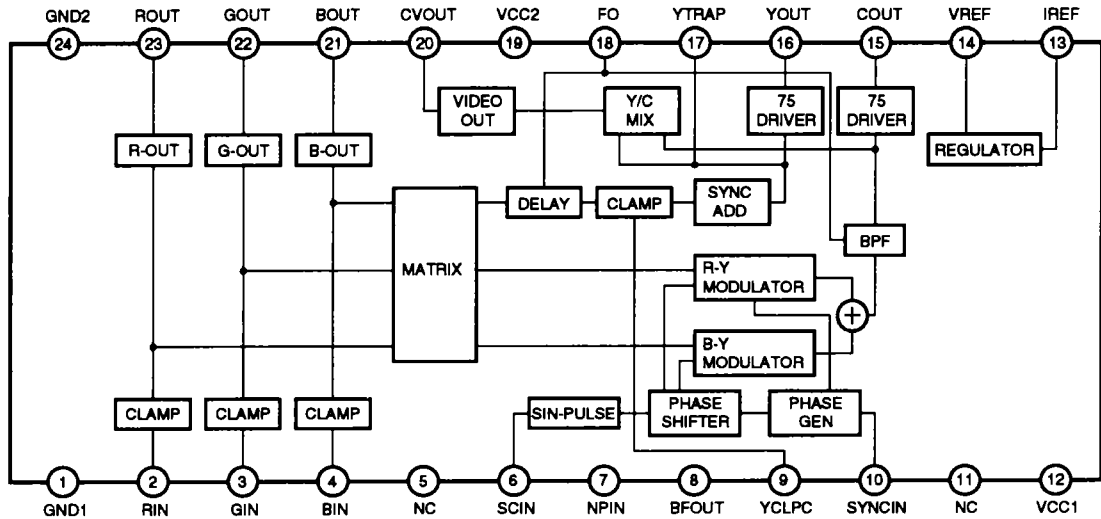 GND2 ROUT GOUT BOUT CVOUT VCC2 FO YTRAP YOUT COUT VREF IREF
24 23 22 21 20 19 18 17 16 15 14 13
VIDEO OUT
Y/C MIX
75 DRIVER
75 DRIVER
R-OUT
G-OUT
B-OUT
REGULATOR
MATRIX
DELAY
CLAMP
SYNC ADD
BPF
R-Y MODULATOR
+
B-Y MODULATOR
CLAMP
CLAMP
CLAMP
SIN-PULSE
PHASE SHIFTER
PHASE GEN
1 2 3 4 5 6 7 8 9 10 11 12
GND1 RIN GIN BIN NC SCIN NPIN BFOUT YCLPC SYNCIN NC VCC1